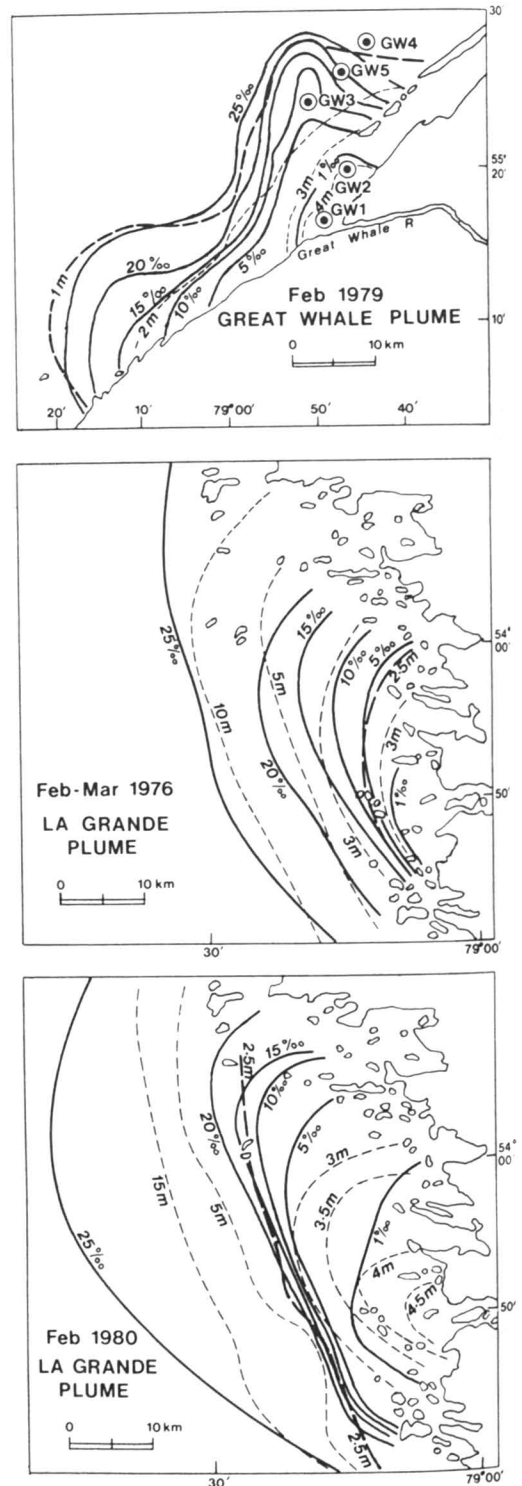 30'
GW4
GW5
25‰
GW3
55°
20'
3m
1‰
4m
GW2
GW1
Great Whale R
1m
20‰
15‰
2m
10‰
5‰
Feb 1979
GREAT WHALE PLUME
10'
0 10 km
20' 10' 79°00' 50' 40'
25‰
15‰
54°
00'
10‰
5‰
2.5m
5m
10m
3m
20‰
1‰
3m
50'
Feb-Mar 1976
LA GRANDE
PLUME
0 10 km
30' 79°00'
2.5m
15‰
10‰
20‰
5‰
54°
00'
3m
3.5m
15m
5m
1‰
25‰
4m
4.5m
50'
Feb 1980
LA GRANDE
PLUME
0 10 km
2.5m
30' 79°00'